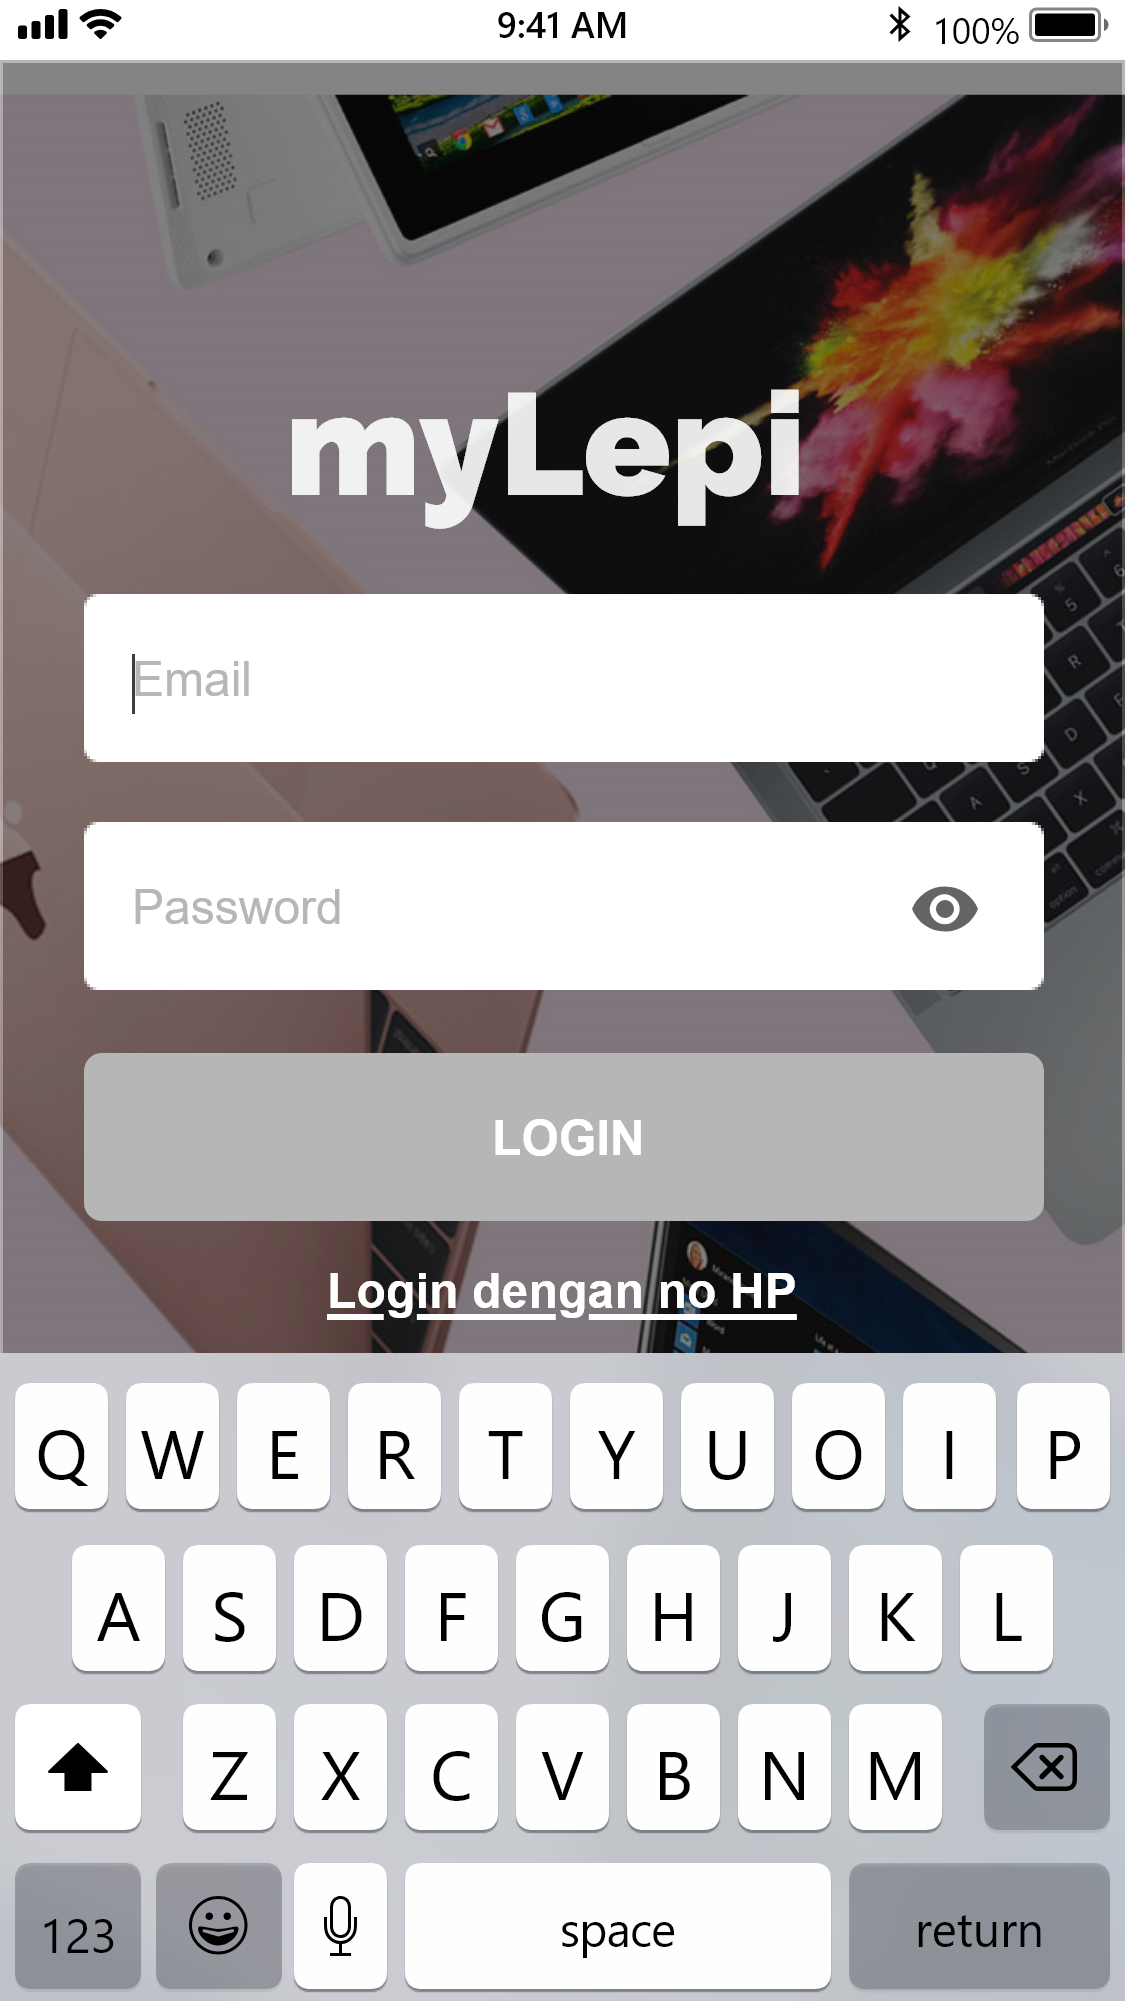 9:41 AM
100%
myLepi
Email
Password
LOGIN
Login dengan no HP
Q W E R T Y U O I P
A S D F G H J K L
Z X C V B N M
123 space return